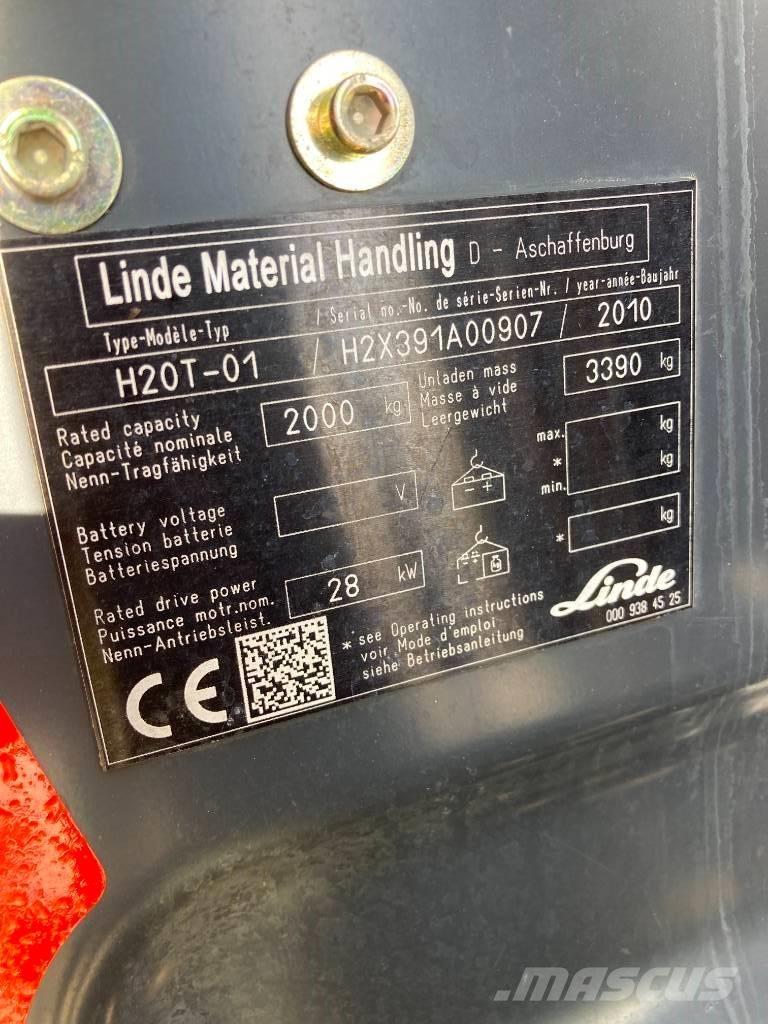 Linde Material Handling D - Aschaffenburg
Type-Modèle-Typ / Serial no.-No. de série-Serien-Nr. / year-année-Baujahr
H20T-01 / H2X391A00907 / 2010
Rated capacity
Capacité nominale
Nenn-Tragfähigkeit
2000 kg
Unladen mass
Masse à vide
Leergewicht
3390 kg
Battery voltage
Tension batterie
Batteriespannung
V
max. kg
* kg
min.
* kg
Rated drive power
Puissance motr.nom.
Nenn-Antriebsleist.
28 kW
* see Operating instructions
voir Mode d'emploi
siehe Betriebsanleitung
Linde
000 938 45 25
CE
MASCUS